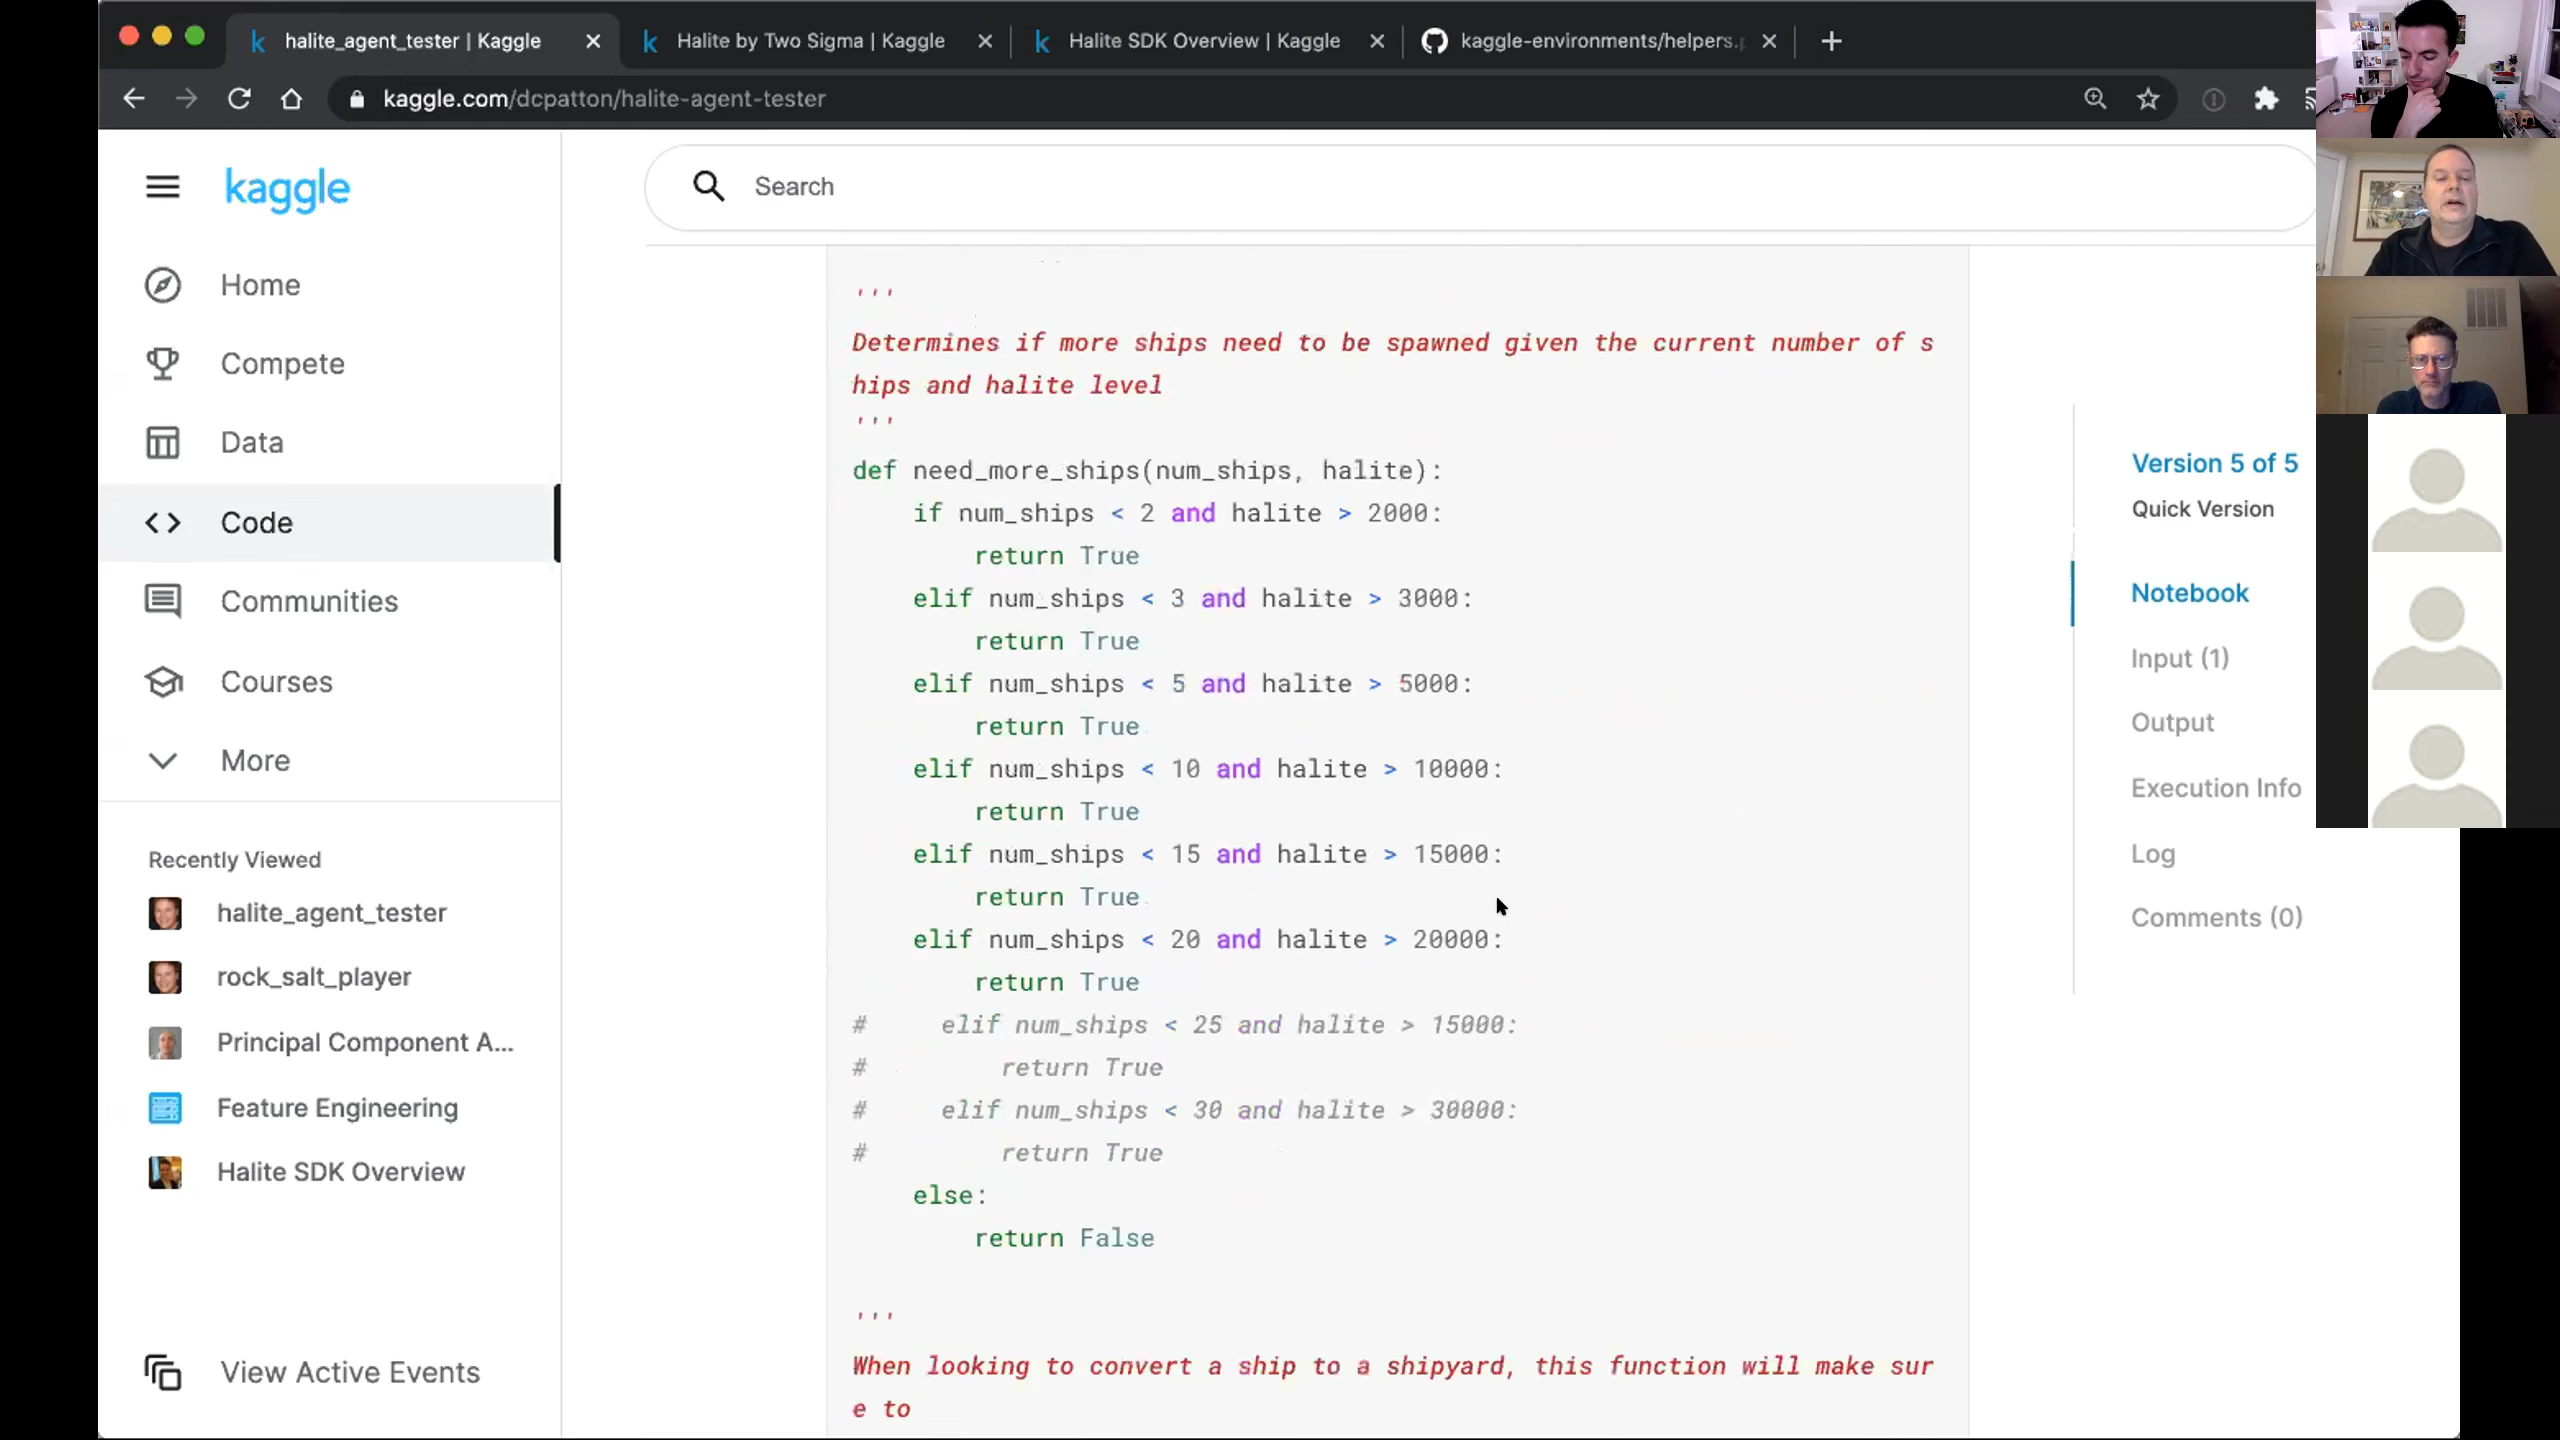 halite_agent_tester | Kaggle
Halite by Two Sigma | Kaggle
Halite SDK Overview | Kaggle
kaggle-environments/helpers.p
kaggle.com/dcpatton/halite-agent-tester
kaggle
Search
Home
Compete
Data
Code
Communities
Courses
More
Recently Viewed
halite_agent_tester
rock_salt_player
Principal Component A...
Feature Engineering
Halite SDK Overview
View Active Events
'''
Determines if more ships need to be spawned given the current number of s
hips and halite level
'''
def need_more_ships(num_ships, halite):
    if num_ships < 2 and halite > 2000:
        return True
    elif num_ships < 3 and halite > 3000:
        return True
    elif num_ships < 5 and halite > 5000:
        return True
    elif num_ships < 10 and halite > 10000:
        return True
    elif num_ships < 15 and halite > 15000:
        return True
    elif num_ships < 20 and halite > 20000:
        return True
#     elif num_ships < 25 and halite > 15000:
#         return True
#     elif num_ships < 30 and halite > 30000:
#         return True
    else:
        return False
'''
When looking to convert a ship to a shipyard, this function will make sur
e to
Version 5 of 5
Quick Version
Notebook
Input (1)
Output
Execution Info
Log
Comments (0)